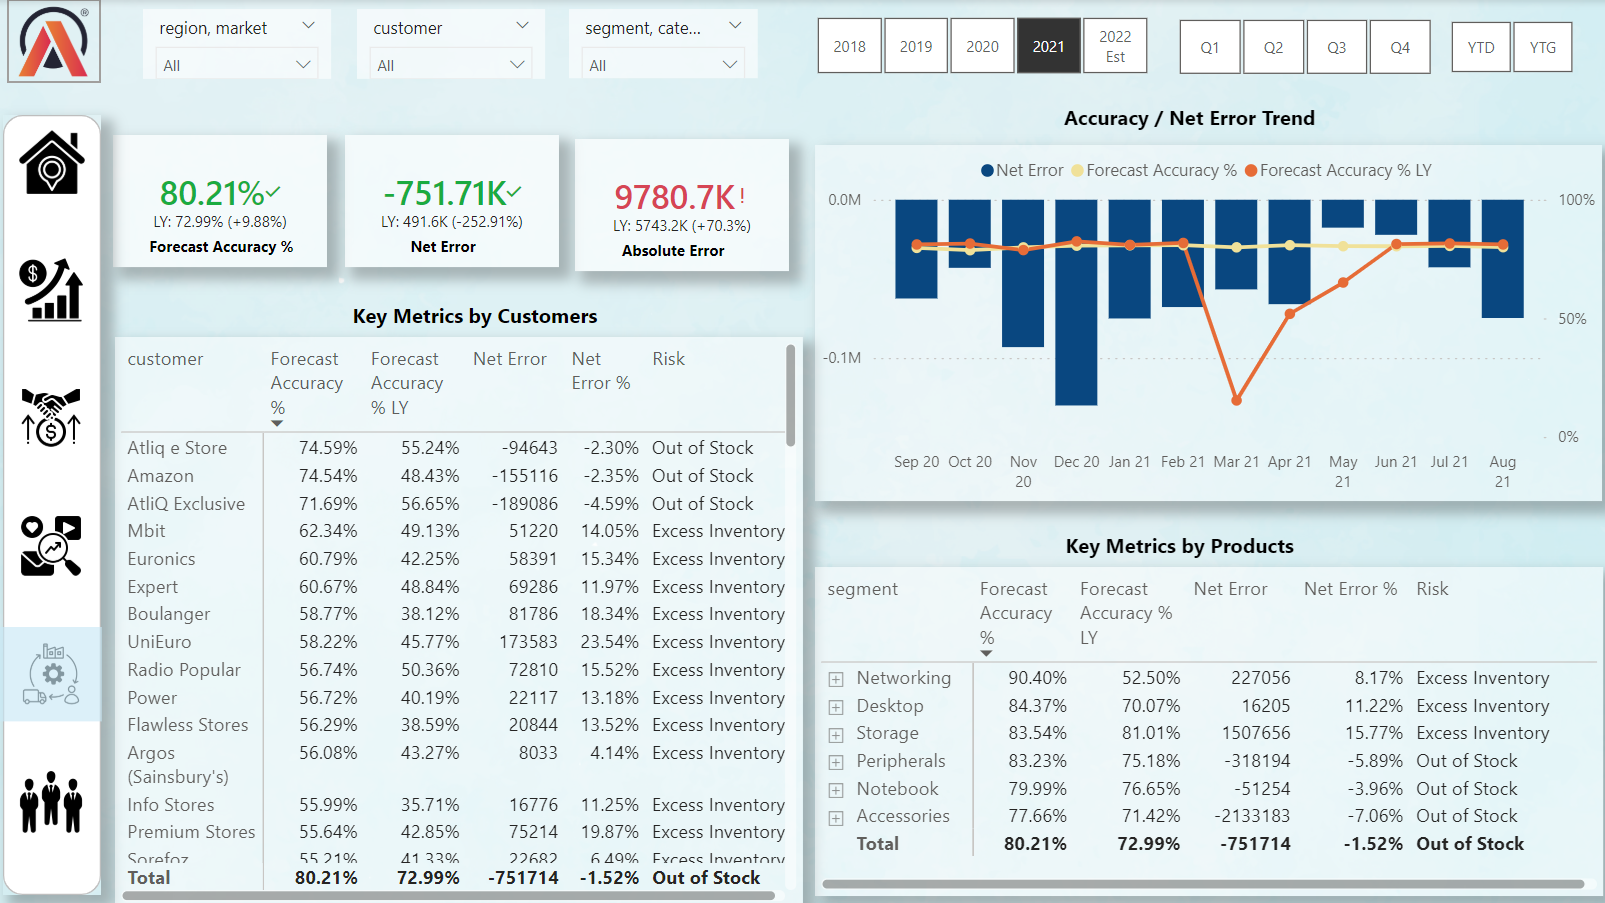 region, market
All
customer
All
segment, cate...
All
2018
2019
2020
2021
2022
Est
Q1
Q2
Q3
Q4
YTD
YTG
80.21%
LY: 72.99% (+9.88%)
Forecast Accuracy %
-751.71K
LY: 491.6K (-252.91%)
Net Error
9780.7K!
LY: 5743.2K (+70.3%)
Absolute Error
Accuracy / Net Error Trend
Net Error Forecast Accuracy % Forecast Accuracy % LY
0.0M
100%
50%
-0.1M
0%
Sep 20 Oct 20 Nov 20 Dec 20 Jan 21 Feb 21 Mar 21 Apr 21 May 21 Jun 21 Jul 21 Aug 21
Key Metrics by Customers
customer Forecast Accuracy % Forecast Accuracy % LY Net Error Net Error % Risk
Atliq e Store 74.59% 55.24% -94643 -2.30% Out of Stock
Amazon 74.54% 48.43% -155116 -2.35% Out of Stock
AtliQ Exclusive 71.69% 56.65% -189086 -4.59% Out of Stock
Mbit 62.34% 49.13% 51220 14.05% Excess Inventory
Euronics 60.79% 42.25% 58391 15.34% Excess Inventory
Expert 60.67% 48.84% 69286 11.97% Excess Inventory
Boulanger 58.77% 38.12% 81786 18.34% Excess Inventory
UniEuro 58.22% 45.77% 173583 23.54% Excess Inventory
Radio Popular 56.74% 50.36% 72810 15.52% Excess Inventory
Power 56.72% 40.19% 22117 13.18% Excess Inventory
Flawless Stores 56.29% 38.59% 20844 13.52% Excess Inventory
Argos (Sainsbury's) 56.08% 43.27% 8033 4.14% Excess Inventory
Info Stores 55.99% 35.71% 16776 11.25% Excess Inventory
Premium Stores 55.64% 42.85% 75214 19.87% Excess Inventory
Sorefoz 55.21% 41.33% 22682 6.49% Excess Inventory
Total 80.21% 72.99% -751714 -1.52% Out of Stock
Key Metrics by Products
segment Forecast Accuracy % Forecast Accuracy % LY Net Error Net Error % Risk
Networking 90.40% 52.50% 227056 8.17% Excess Inventory
Desktop 84.37% 70.07% 16205 11.22% Excess Inventory
Storage 83.54% 81.01% 1507656 15.77% Excess Inventory
Peripherals 83.23% 75.18% -318194 -5.89% Out of Stock
Notebook 79.99% 76.65% -51254 -3.96% Out of Stock
Accessories 77.66% 71.42% -2133183 -7.06% Out of Stock
Total 80.21% 72.99% -751714 -1.52% Out of Stock